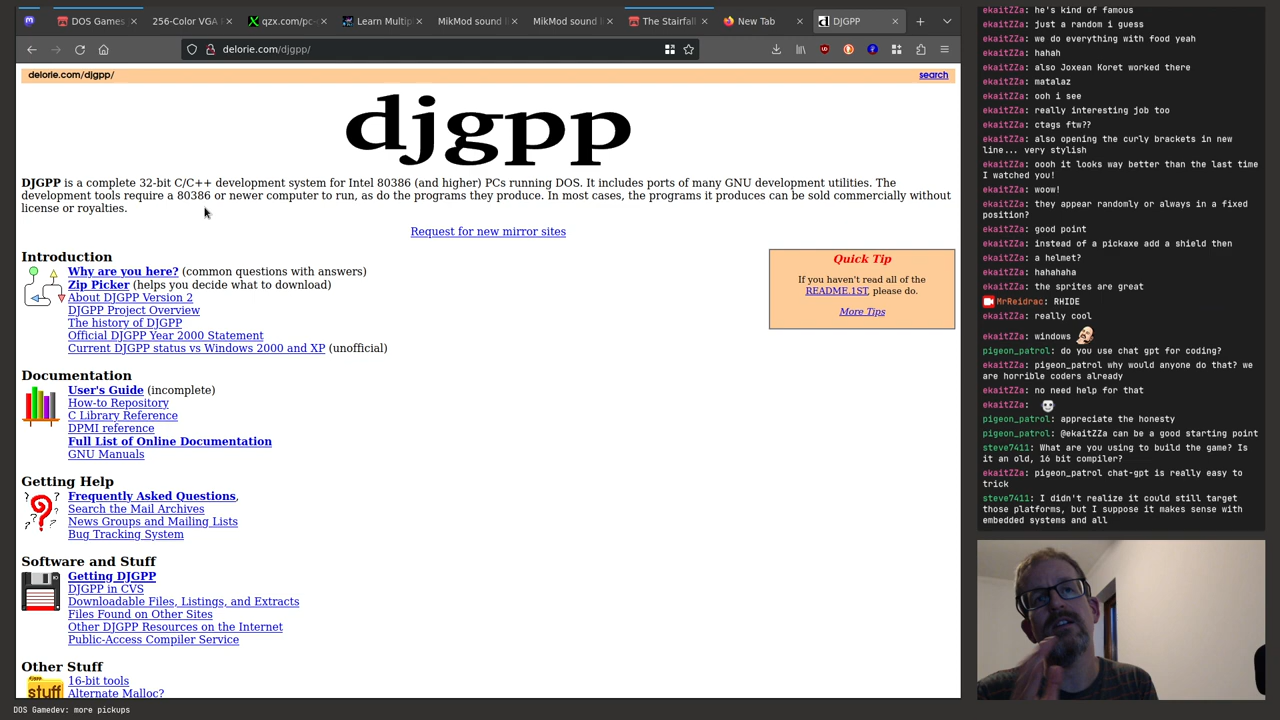 DOS Games
256-Color VGA
qzx.com/pc-
Learn Multip
MikMod sound l
MikMod sound l
The Stairfall
New Tab
DJGPP
delorie.com/djgpp/
delorie.com/djgpp/
search
djgpp
DJGPP is a complete 32-bit C/C++ development system for Intel 80386 (and higher) PCs running DOS. It includes ports of many GNU development utilities. The
development tools require a 80386 or newer computer to run, as do the programs they produce. In most cases, the programs it produces can be sold commercially without
license or royalties.
Request for new mirror sites
Introduction
Why are you here? (common questions with answers)
Zip Picker (helps you decide what to download)
About DJGPP Version 2
DJGPP Project Overview
The history of DJGPP
Official DJGPP Year 2000 Statement
Current DJGPP status vs Windows 2000 and XP (unofficial)
Quick Tip
If you haven't read all of the
README.1ST, please do.
More Tips
Documentation
User's Guide (incomplete)
How-to Repository
C Library Reference
DPMI reference
Full List of Online Documentation
GNU Manuals
Getting Help
Frequently Asked Questions,
Search the Mail Archives
News Groups and Mailing Lists
Bug Tracking System
Software and Stuff
Getting DJGPP
DJGPP in CVS
Downloadable Files, Listings, and Extracts
Files Found on Other Sites
Other DJGPP Resources on the Internet
Public-Access Compiler Service
Other Stuff
stuff
16-bit tools
Alternate Malloc?
ekaitZZa: he's kind of famous
ekaitZZa: just a random i guess
ekaitZZa: we do everything with food yeah
ekaitZZa: hahah
ekaitZZa: also Joxean Koret worked there
ekaitZZa: matalaz
ekaitZZa: ooh i see
ekaitZZa: really interesting job too
ekaitZZa: ctags ftw??
ekaitZZa: also opening the curly brackets in new
line... very stylish
ekaitZZa: oooh it looks way better than the last time
I watched you!
ekaitZZa: woow!
ekaitZZa: they appear randomly or always in a fixed
position?
ekaitZZa: good point
ekaitZZa: instead of a pickaxe add a shield then
ekaitZZa: a helmet?
ekaitZZa: hahahaha
ekaitZZa: the sprites are great
MrReidrac: RHIDE
ekaitZZa: really cool
ekaitZZa: windows
pigeon_patrol: do you use chat gpt for coding?
ekaitZZa: pigeon_patrol why would anyone do that? we
are horrible coders already
ekaitZZa: no need help for that
ekaitZZa:
pigeon_patrol: appreciate the honesty
pigeon_patrol: @ekaitZZa can be a good starting point
steve7411: What are you using to build the game? Is
it an old, 16 bit compiler?
ekaitZZa: pigeon_patrol chat-gpt is really easy to
trick
steve7411: I didn't realize it could still target
those platforms, but I suppose it makes sense with
embedded systems and all
DOS Gamedev: more pickups